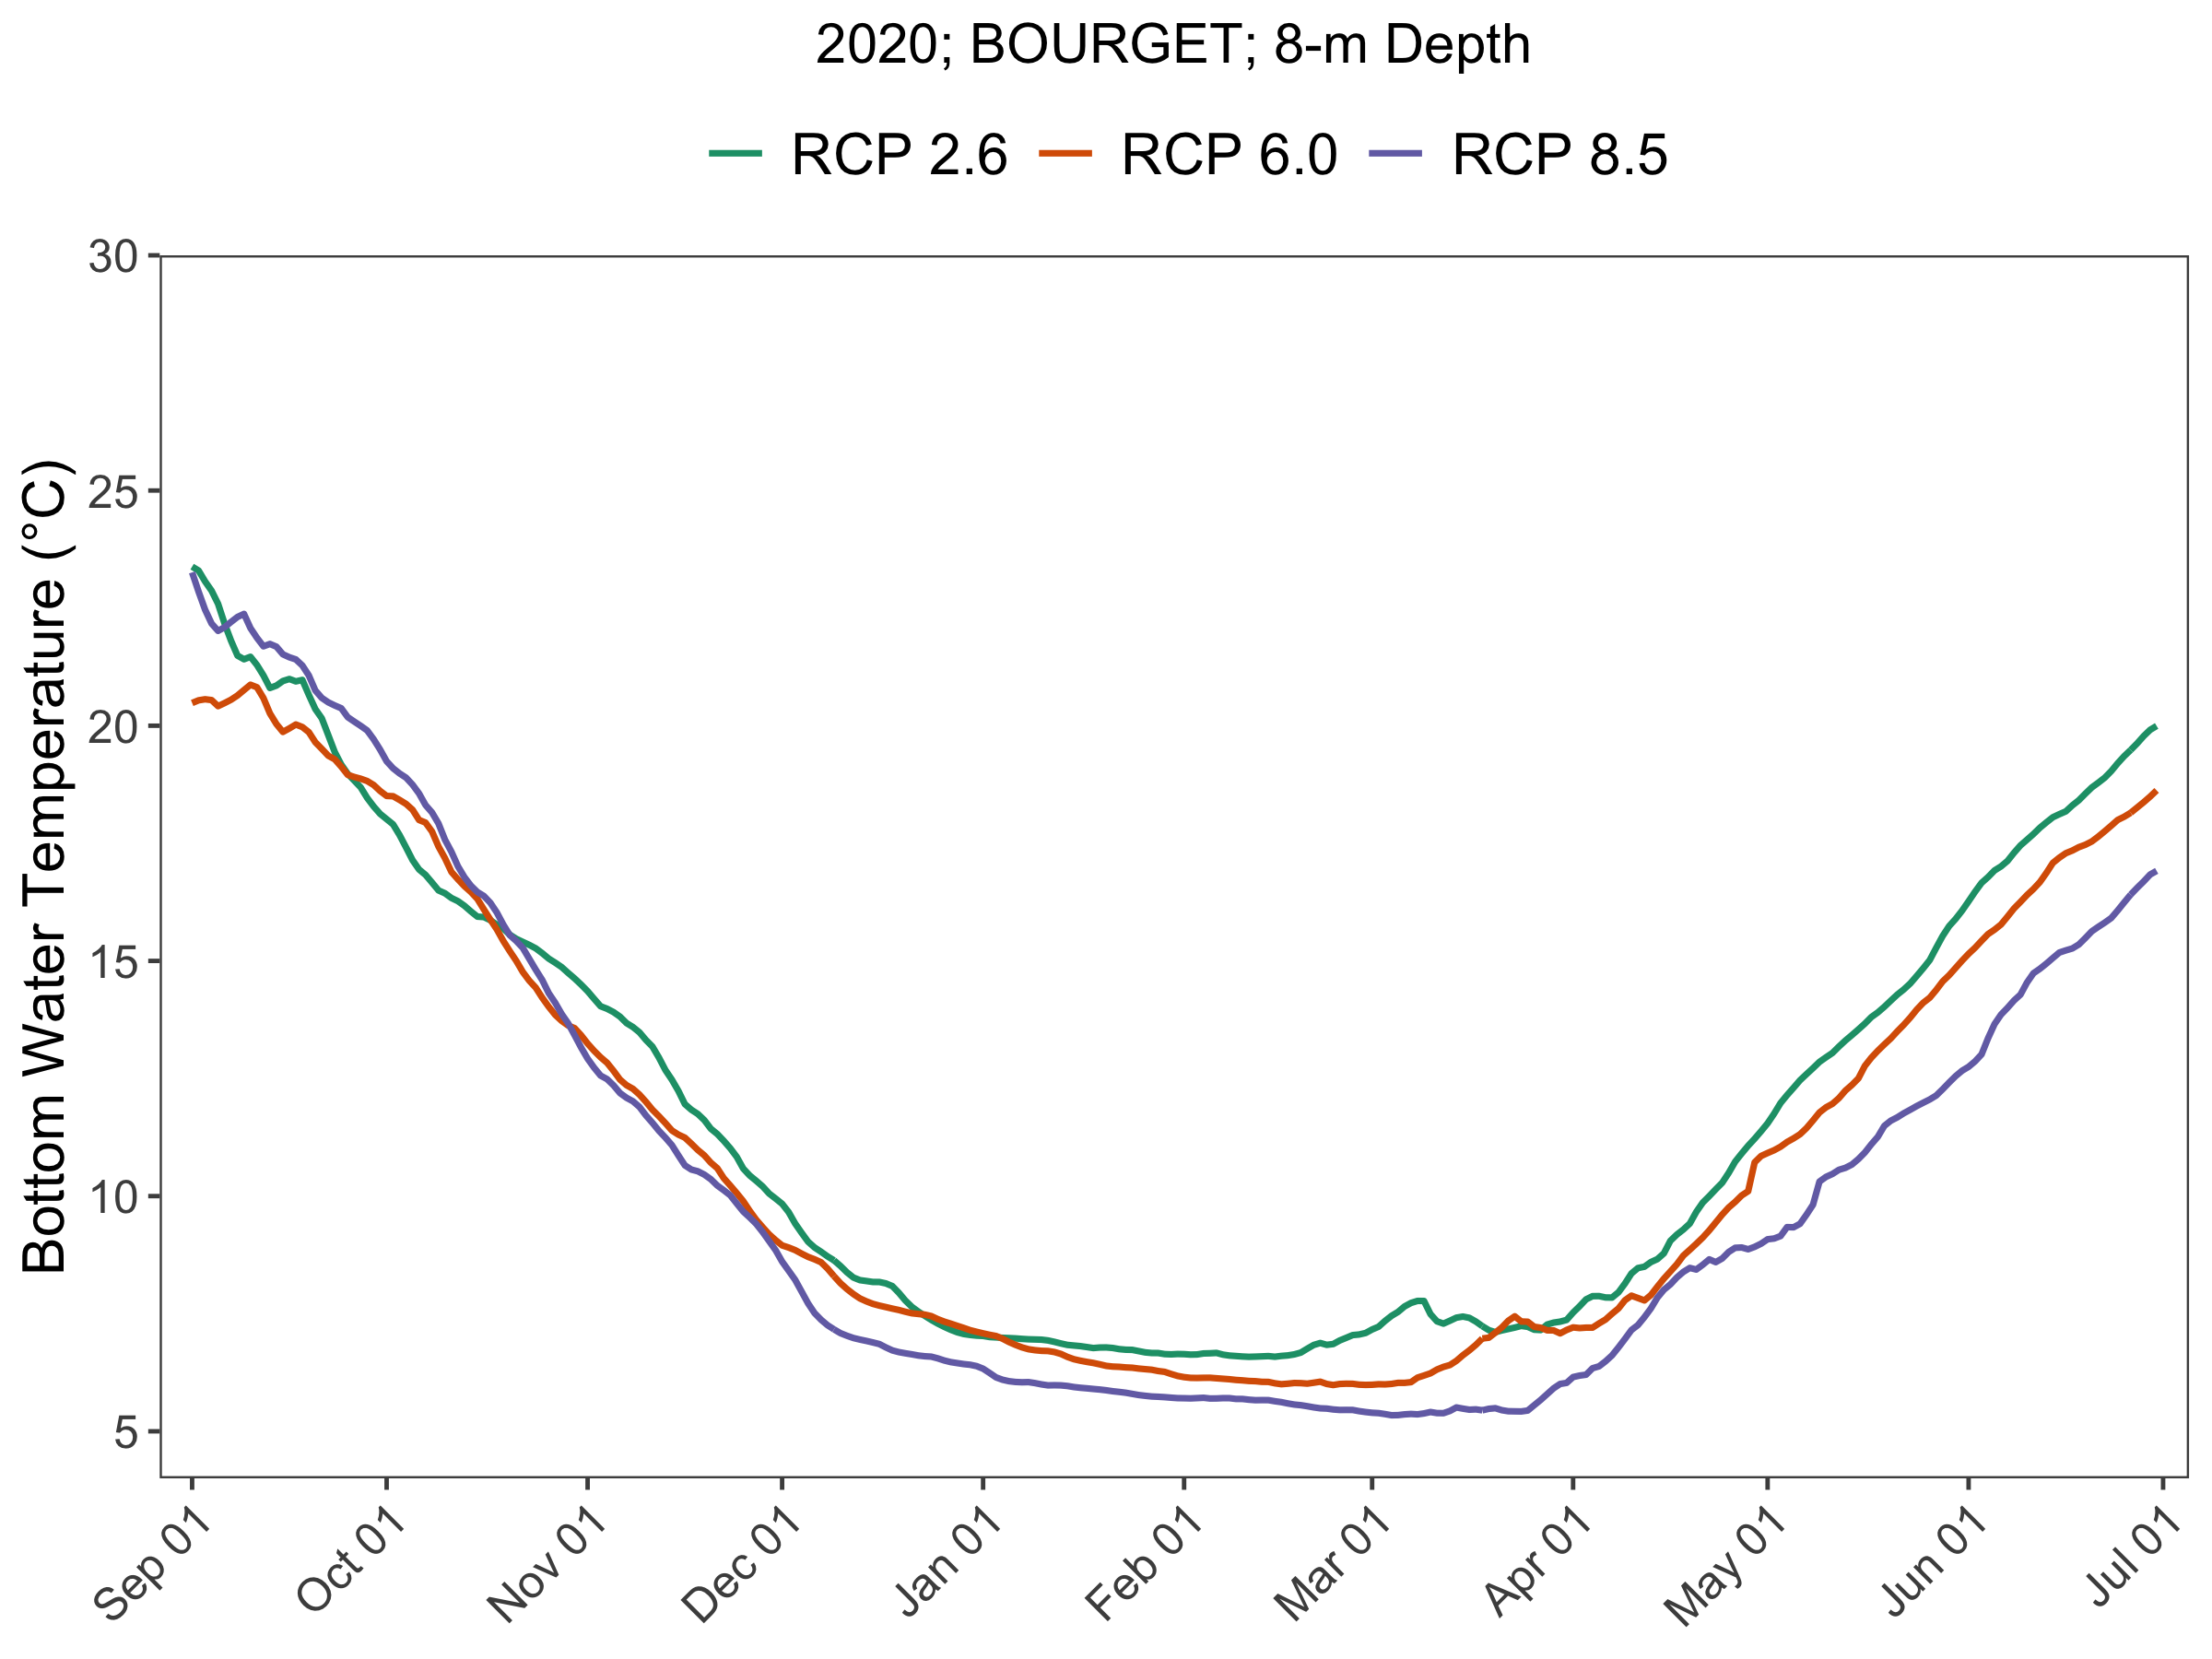 2020; BOURGET; 8-m Depth
RCP 2.6 RCP 6.0 RCP 8.5
Bottom Water Temperature (°C)
30
25
20
15
10
5
Sep 01 Oct 01 Nov 01 Dec 01 Jan 01 Feb 01 Mar 01 Apr 01 May 01 Jun 01 Jul 01